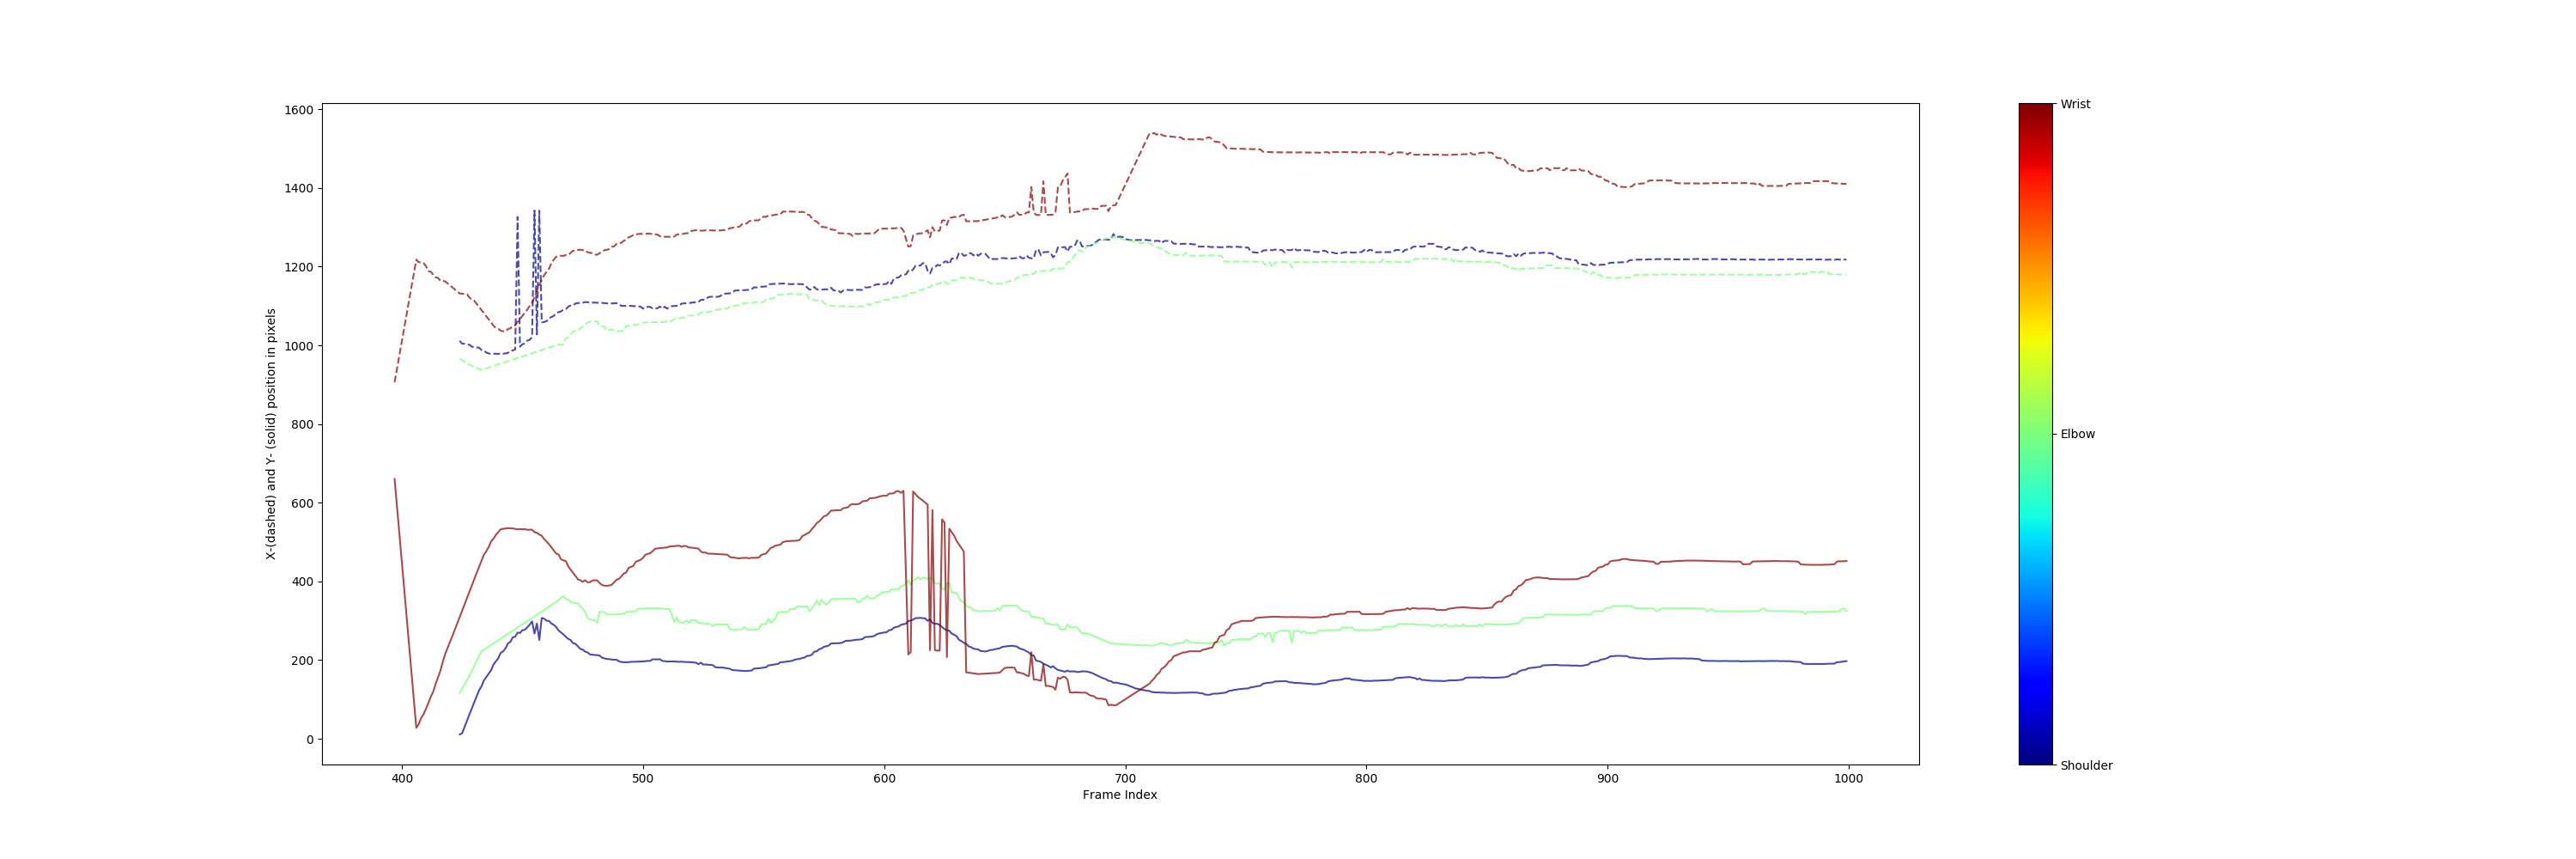 1600
1400
1200
1000
800
600
400
200
0
X-(dashed) and Y- (solid) position in pixels
400 500 600 700 800 900 1000
Frame Index
Wrist
Elbow
Shoulder